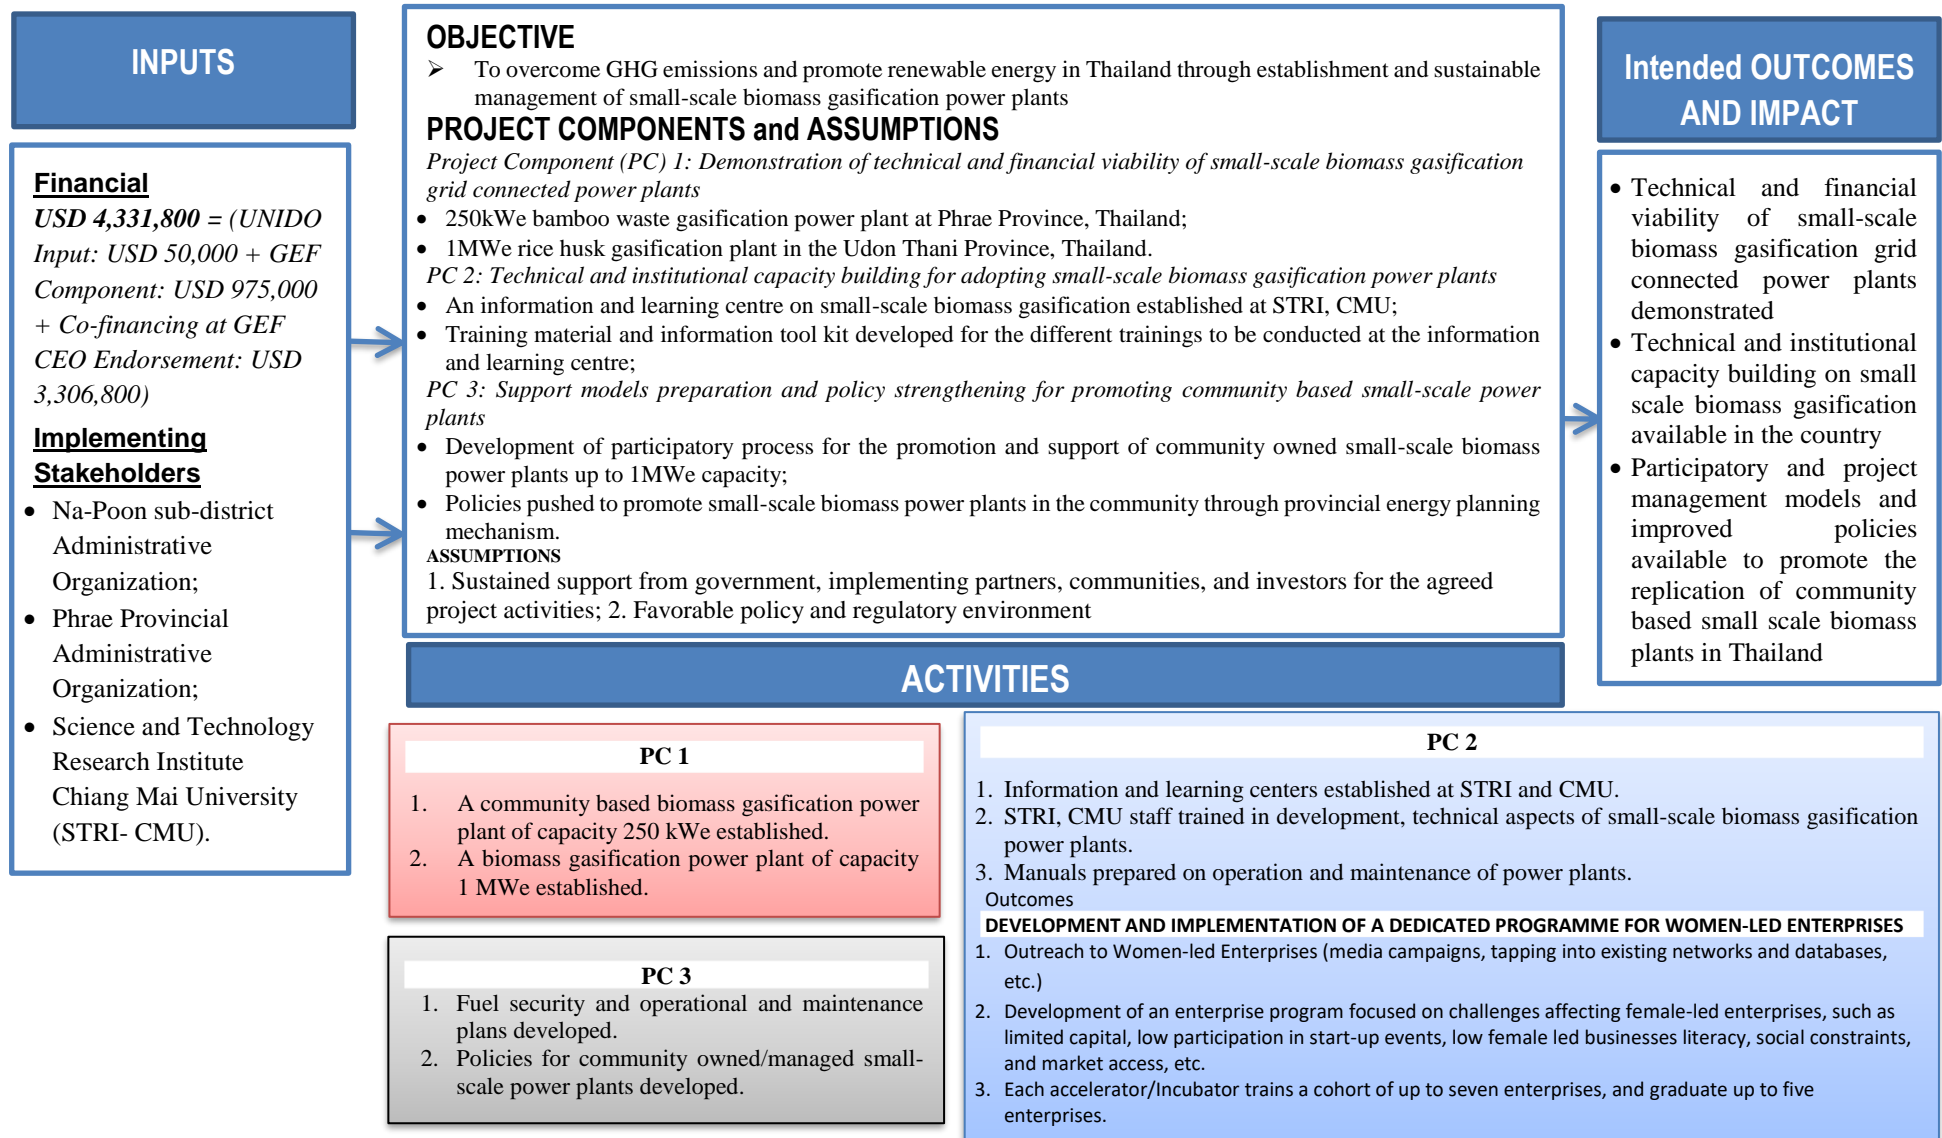 INPUTS
Financial
USD 4,331,800 = (UNIDO
Input: USD 50,000 + GEF
Component: USD 975,000
+ Co-financing at GEF
CEO Endorsement: USD
3,306,800)
Implementing
Stakeholders
• Na-Poon sub-district
Administrative
Organization;
• Phrae Provincial
Administrative
Organization;
• Science and Technology
Research Institute
Chiang Mai University
(STRI- CMU).
OBJECTIVE
➢ To overcome GHG emissions and promote renewable energy in Thailand through establishment and sustainable
management of small-scale biomass gasification power plants
PROJECT COMPONENTS and ASSUMPTIONS
Project Component (PC) 1: Demonstration of technical and financial viability of small-scale biomass gasification
grid connected power plants
• 250kWe bamboo waste gasification power plant at Phrae Province, Thailand;
• 1MWe rice husk gasification plant in the Udon Thani Province, Thailand.
PC 2: Technical and institutional capacity building for adopting small-scale biomass gasification power plants
• An information and learning centre on small-scale biomass gasification established at STRI, CMU;
• Training material and information tool kit developed for the different trainings to be conducted at the information
and learning centre;
PC 3: Support models preparation and policy strengthening for promoting community based small-scale power
plants
• Development of participatory process for the promotion and support of community owned small-scale biomass
power plants up to 1MWe capacity;
• Policies pushed to promote small-scale biomass power plants in the community through provincial energy planning
mechanism.
ASSUMPTIONS
1. Sustained support from government, implementing partners, communities, and investors for the agreed
project activities; 2. Favorable policy and regulatory environment
Intended OUTCOMES
AND IMPACT
• Technical and financial
viability of small-scale
biomass gasification grid
connected power plants
demonstrated
• Technical and institutional
capacity building on small
scale biomass gasification
available in the country
• Participatory and project
management models and
improved policies
available to promote the
replication of community
based small scale biomass
plants in Thailand
ACTIVITIES
PC 1
1. A community based biomass gasification power
plant of capacity 250 kWe established.
2. A biomass gasification power plant of capacity
1 MWe established.
PC 3
1. Fuel security and operational and maintenance
plans developed.
2. Policies for community owned/managed small-
scale power plants developed.
PC 2
1. Information and learning centers established at STRI and CMU.
2. STRI, CMU staff trained in development, technical aspects of small-scale biomass gasification
power plants.
3. Manuals prepared on operation and maintenance of power plants.
Outcomes
DEVELOPMENT AND IMPLEMENTATION OF A DEDICATED PROGRAMME FOR WOMEN-LED ENTERPRISES
1. Outreach to Women-led Enterprises (media campaigns, tapping into existing networks and databases,
etc.)
2. Development of an enterprise program focused on challenges affecting female-led enterprises, such as
limited capital, low participation in start-up events, low female led businesses literacy, social constraints,
and market access, etc.
3. Each accelerator/Incubator trains a cohort of up to seven enterprises, and graduate up to five
enterprises.